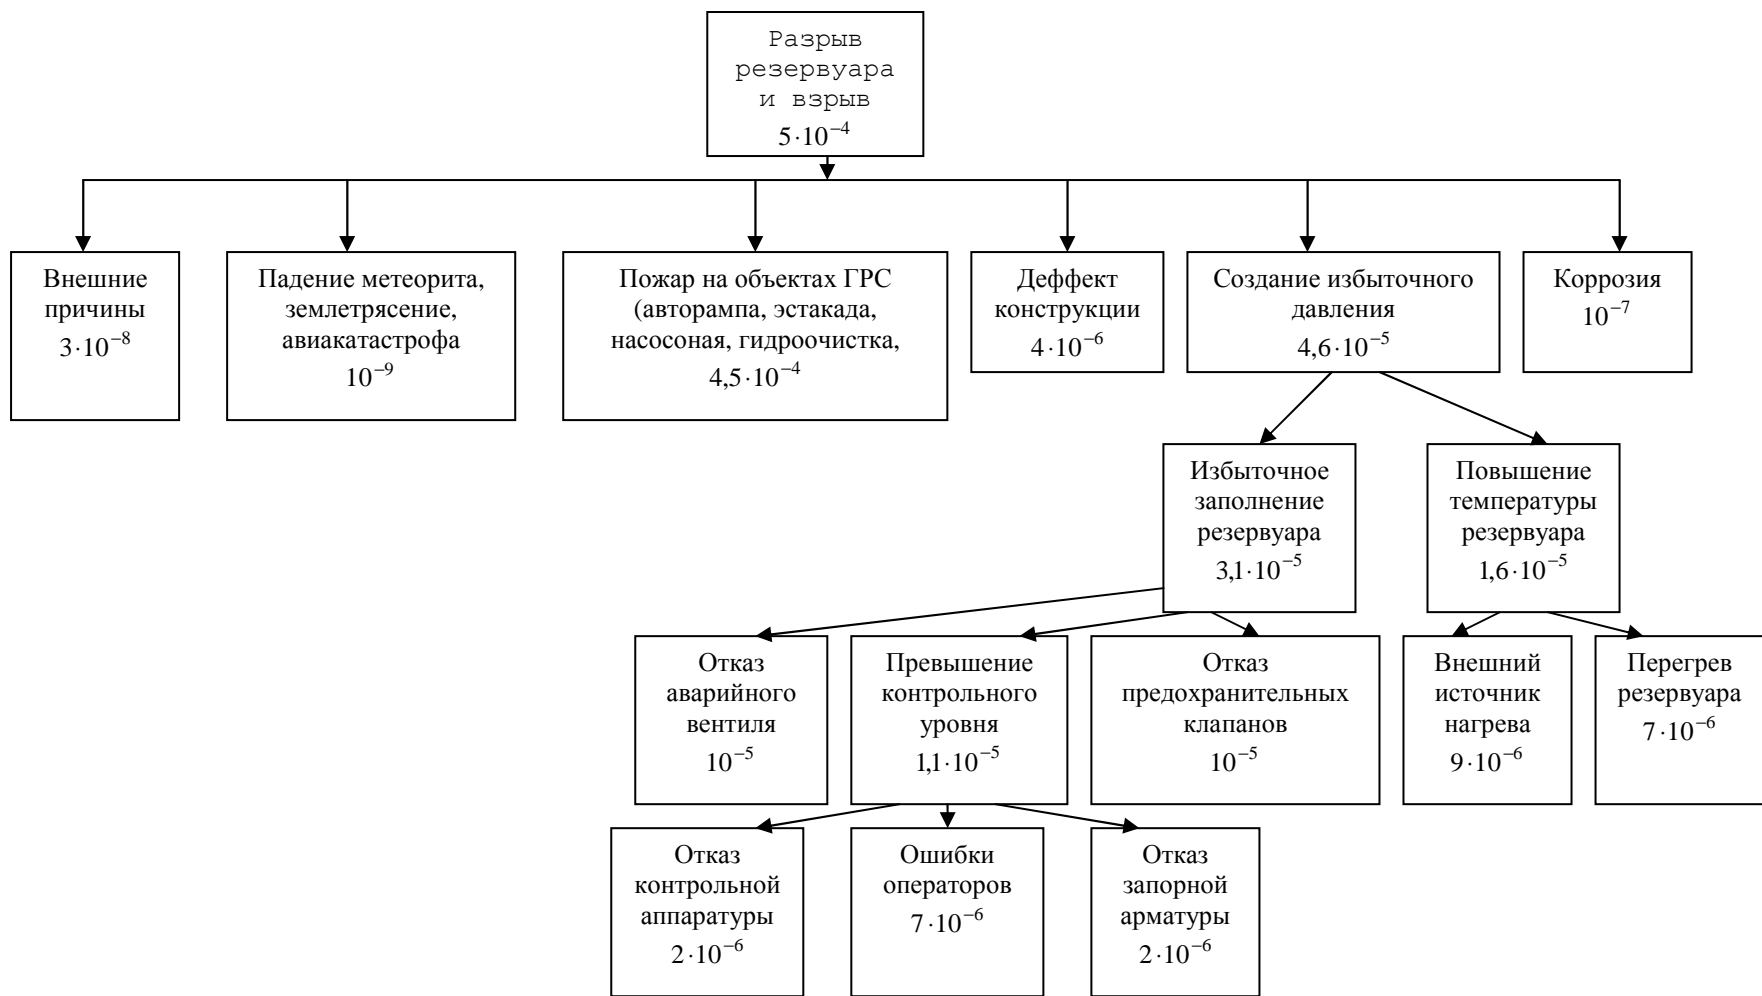 Разрыв
резервуара
и взрыв
5·10⁻⁴
Внешние
причины
3·10⁻⁸
Падение метеорита,
землетрясение,
авиакатастрофа
10⁻⁹
Пожар на объектах ГРС
(авторампа, эстакада,
насосоная, гидроочистка,
4,5·10⁻⁴
Деффект
конструкции
4·10⁻⁶
Создание избыточного
давления
4,6·10⁻⁵
Коррозия
10⁻⁷
Избыточное
заполнение
резервуара
3,1·10⁻⁵
Повышение
температуры
резервуара
1,6·10⁻⁵
Отказ
аварийного
вентиля
10⁻⁵
Превышение
контрольного
уровня
1,1·10⁻⁵
Отказ
предохранительных
клапанов
10⁻⁵
Внешний
источник
нагрева
9·10⁻⁶
Перегрев
резервуара
7·10⁻⁶
Отказ
контрольной
аппаратуры
2·10⁻⁶
Ошибки
операторов
7·10⁻⁶
Отказ
запорной
арматуры
2·10⁻⁶